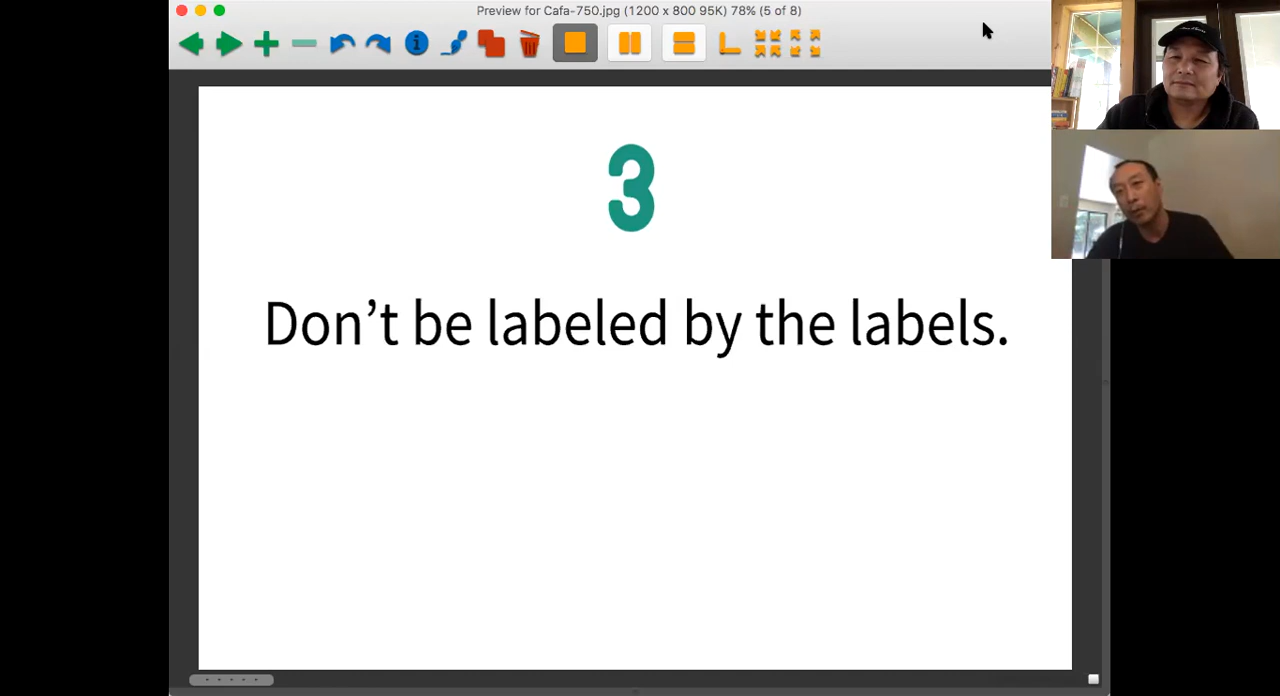 Preview for Cafa-750.jpg (1200 x 800 95K) 78% (5 of 8)
3
Don’t be labeled by the labels.